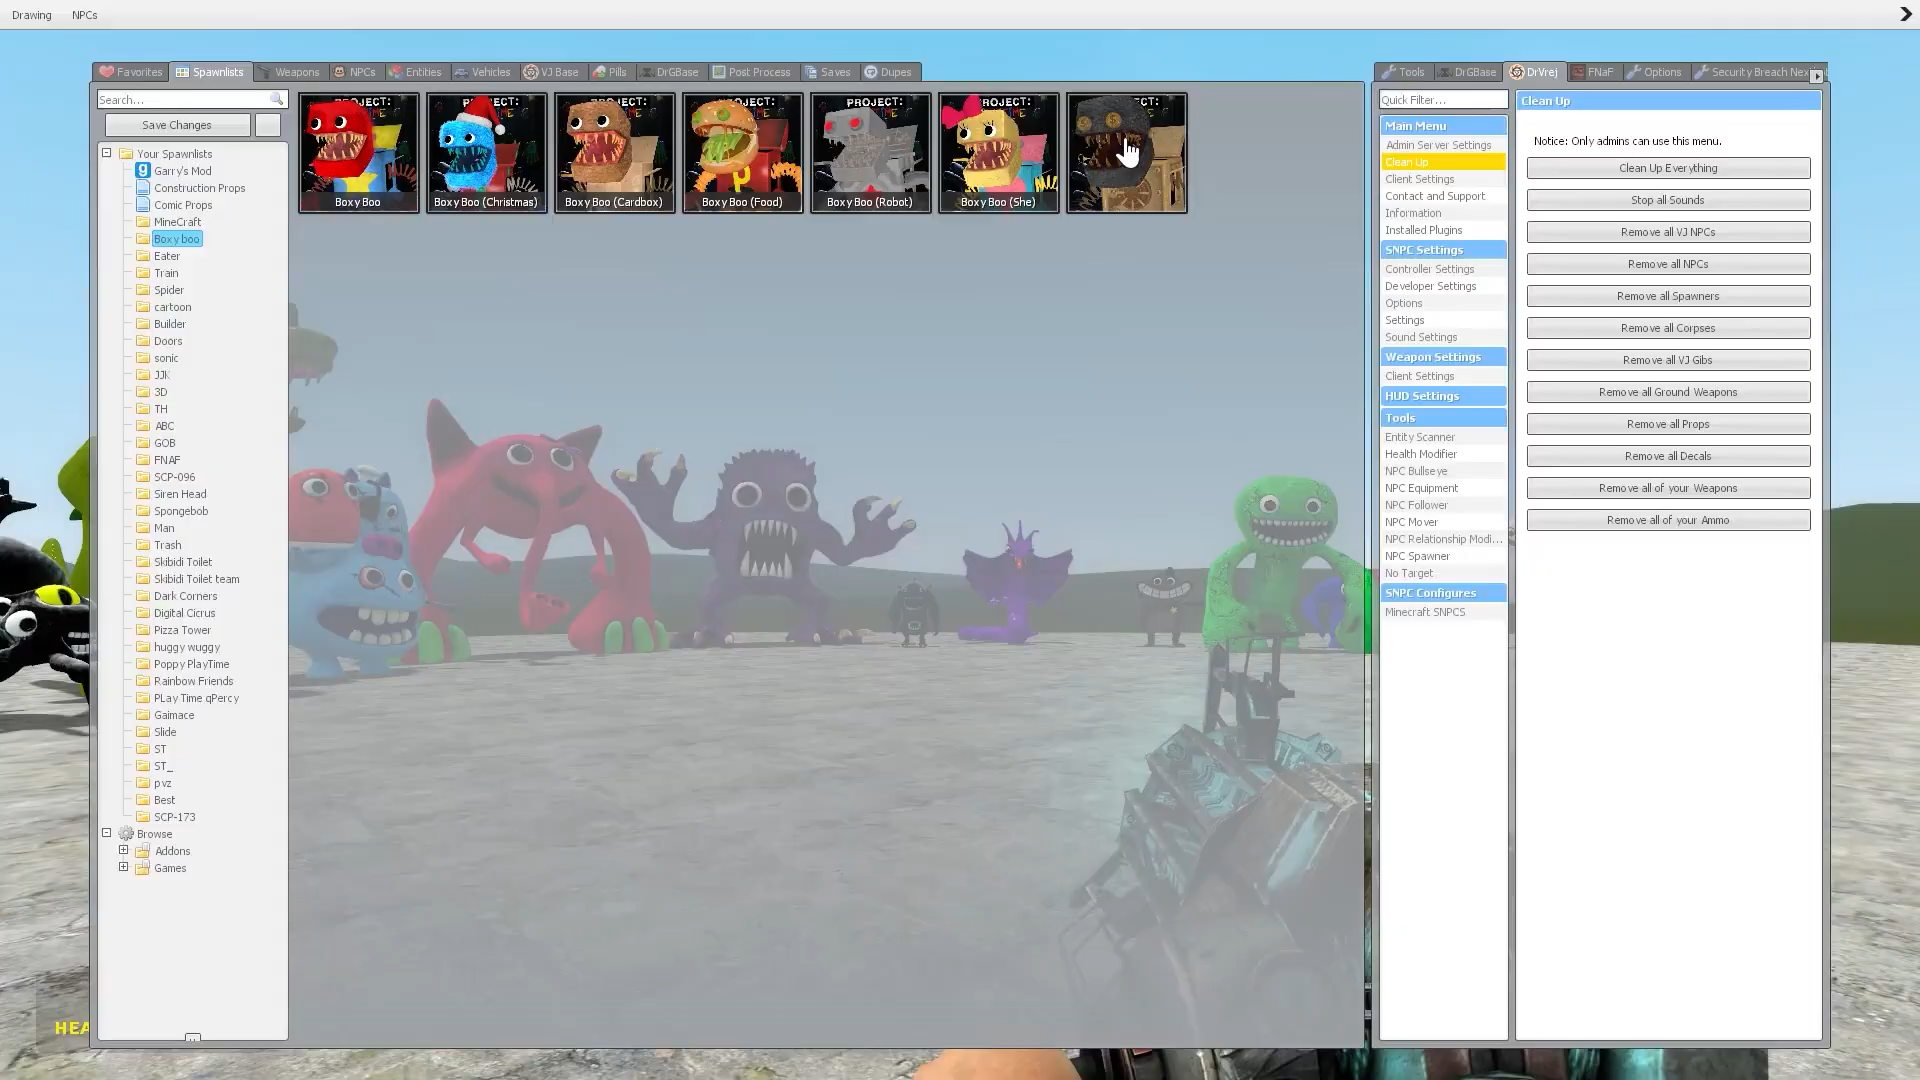 Drawing NPCs
Favorites Spawnlists Weapons NPCs Entities Vehicles VJ Base Pills DrGBase Post Process Saves Dupes
Tools DrGBase DrVrej FNaF Options
Search...
Save Changes
Your Spawnlists
Garry's Mod
Construction Props
Comic Props
MineCraft
Boxy boo
Eater
Train
Spider
cartoon
Builder
Doors
sonic
JJK
3D
TH
ABC
GOB
FNAF
SCP-096
Siren Head
Spongebob
Man
Trash
Skibidi Toilet
Skibidi Toilet team
Dark Corners
Digital Cicrus
Pizza Tower
huggy wuggy
Poppy PlayTime
Rainbow Friends
PLay Time qPercy
Gaimace
Slide
ST
ST_
pvz
Best
SCP-173
Browse
Addons
Games
Boxy Boo
Boxy Boo (Christmas)
PROJECT:
Boxy Boo (Cardbox)
Boxy Boo (Food)
PROJECT:
Boxy Boo (Robot)
Boxy Boo (She)
Quick Filter...
Main Menu
Admin Server Settings
Clean Up
Client Settings
Contact and Support
Information
Installed Plugins
SNPC Settings
Controller Settings
Developer Settings
Options
Settings
Sound Settings
Weapon Settings
Client Settings
HUD Settings
Tools
Entity Scanner
Health Modifier
NPC Bullseye
NPC Equipment
NPC Follower
NPC Mover
NPC Relationship Modi...
NPC Spawner
No Target
SNPC Configures
Minecraft SNPCS
Clean Up
Notice: Only admins can use this menu.
Clean Up Everything
Stop all Sounds
Remove all VJ NPCs
Remove all NPCs
Remove all Spawners
Remove all Corpses
Remove all VJ Gibs
Remove all Ground Weapons
Remove all Props
Remove all Decals
Remove all of your Weapons
Remove all of your Ammo
HEA